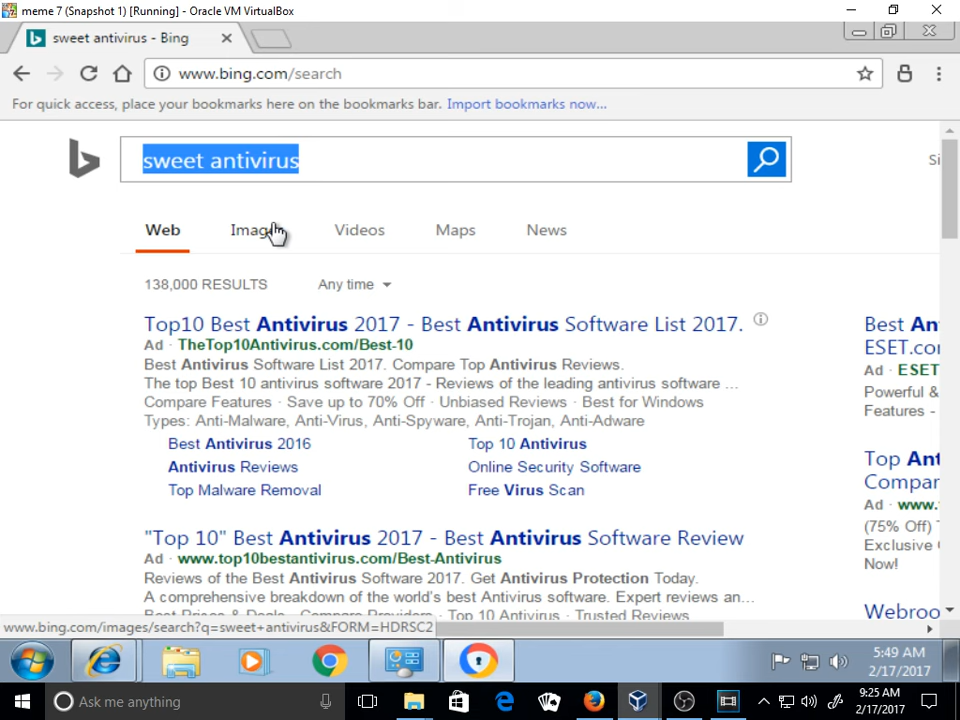 meme 7 (Snapshot 1) [Running] - Oracle VM VirtualBox
sweet antivirus - Bing
www.bing.com/search
For quick access, place your bookmarks here on the bookmarks bar. Import bookmarks now...
sweet antivirus
Si
Web Images Videos Maps News
138,000 RESULTS Any time
Top10 Best Antivirus 2017 - Best Antivirus Software List 2017.
Ad · TheTop10Antivirus.com/Best-10
Best Antivirus Software List 2017. Compare Top Antivirus Reviews.
The top Best 10 antivirus software 2017 - Reviews of the leading antivirus software ...
Compare Features · Save up to 70% Off · Unbiased Reviews · Best for Windows
Types: Anti-Malware, Anti-Virus, Anti-Spyware, Anti-Trojan, Anti-Adware
Best Antivirus 2016 Top 10 Antivirus
Antivirus Reviews Online Security Software
Top Malware Removal Free Virus Scan
"Top 10" Best Antivirus 2017 - Best Antivirus Software Review
Ad · www.top10bestantivirus.com/Best-Antivirus
Reviews of the Best Antivirus Software 2017. Get Antivirus Protection Today.
A comprehensive breakdown of the world's best Antivirus software. Expert reviews an...
Best Prices & Deals · Compare Providers · Top 10 Antivirus · Trusted Reviews
Best An
ESET.co
Ad · ESET
Powerful &
Features -
Top Ant
Compar
Ad · www.
(75% Off) T
Exclusive
Now!
Webroo
www.bing.com/images/search?q=sweet+antivirus&FORM=HDRSC2
5:49 AM
2/17/2017
Ask me anything
9:25 AM
2/17/2017